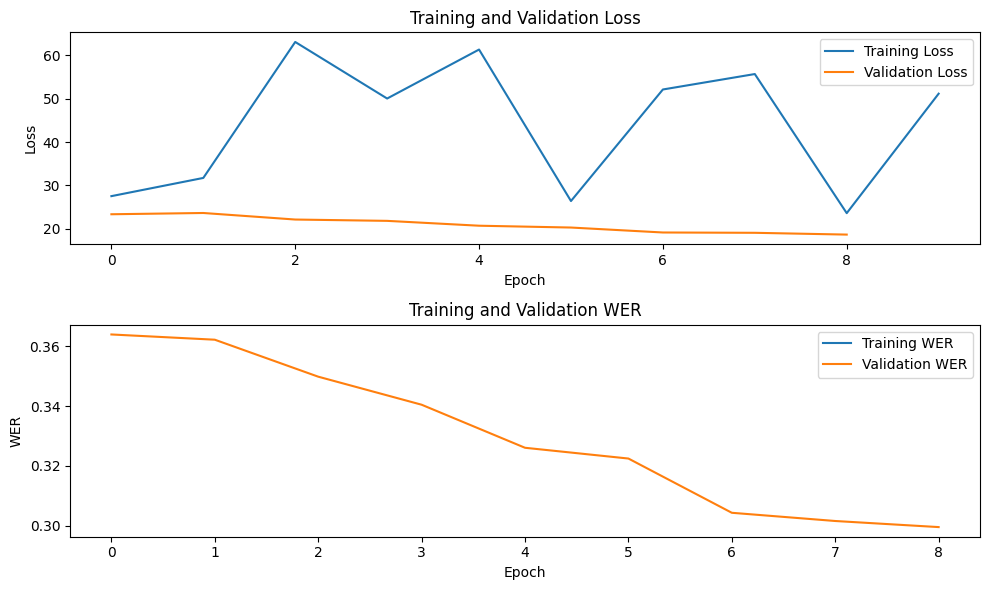 Training and Validation Loss
60
50
40
30
20
Loss
Training Loss
Validation Loss
0 2 4 6 8
Epoch
Training and Validation WER
0.36
0.34
0.32
0.30
WER
Training WER
Validation WER
0 1 2 3 4 5 6 7 8
Epoch